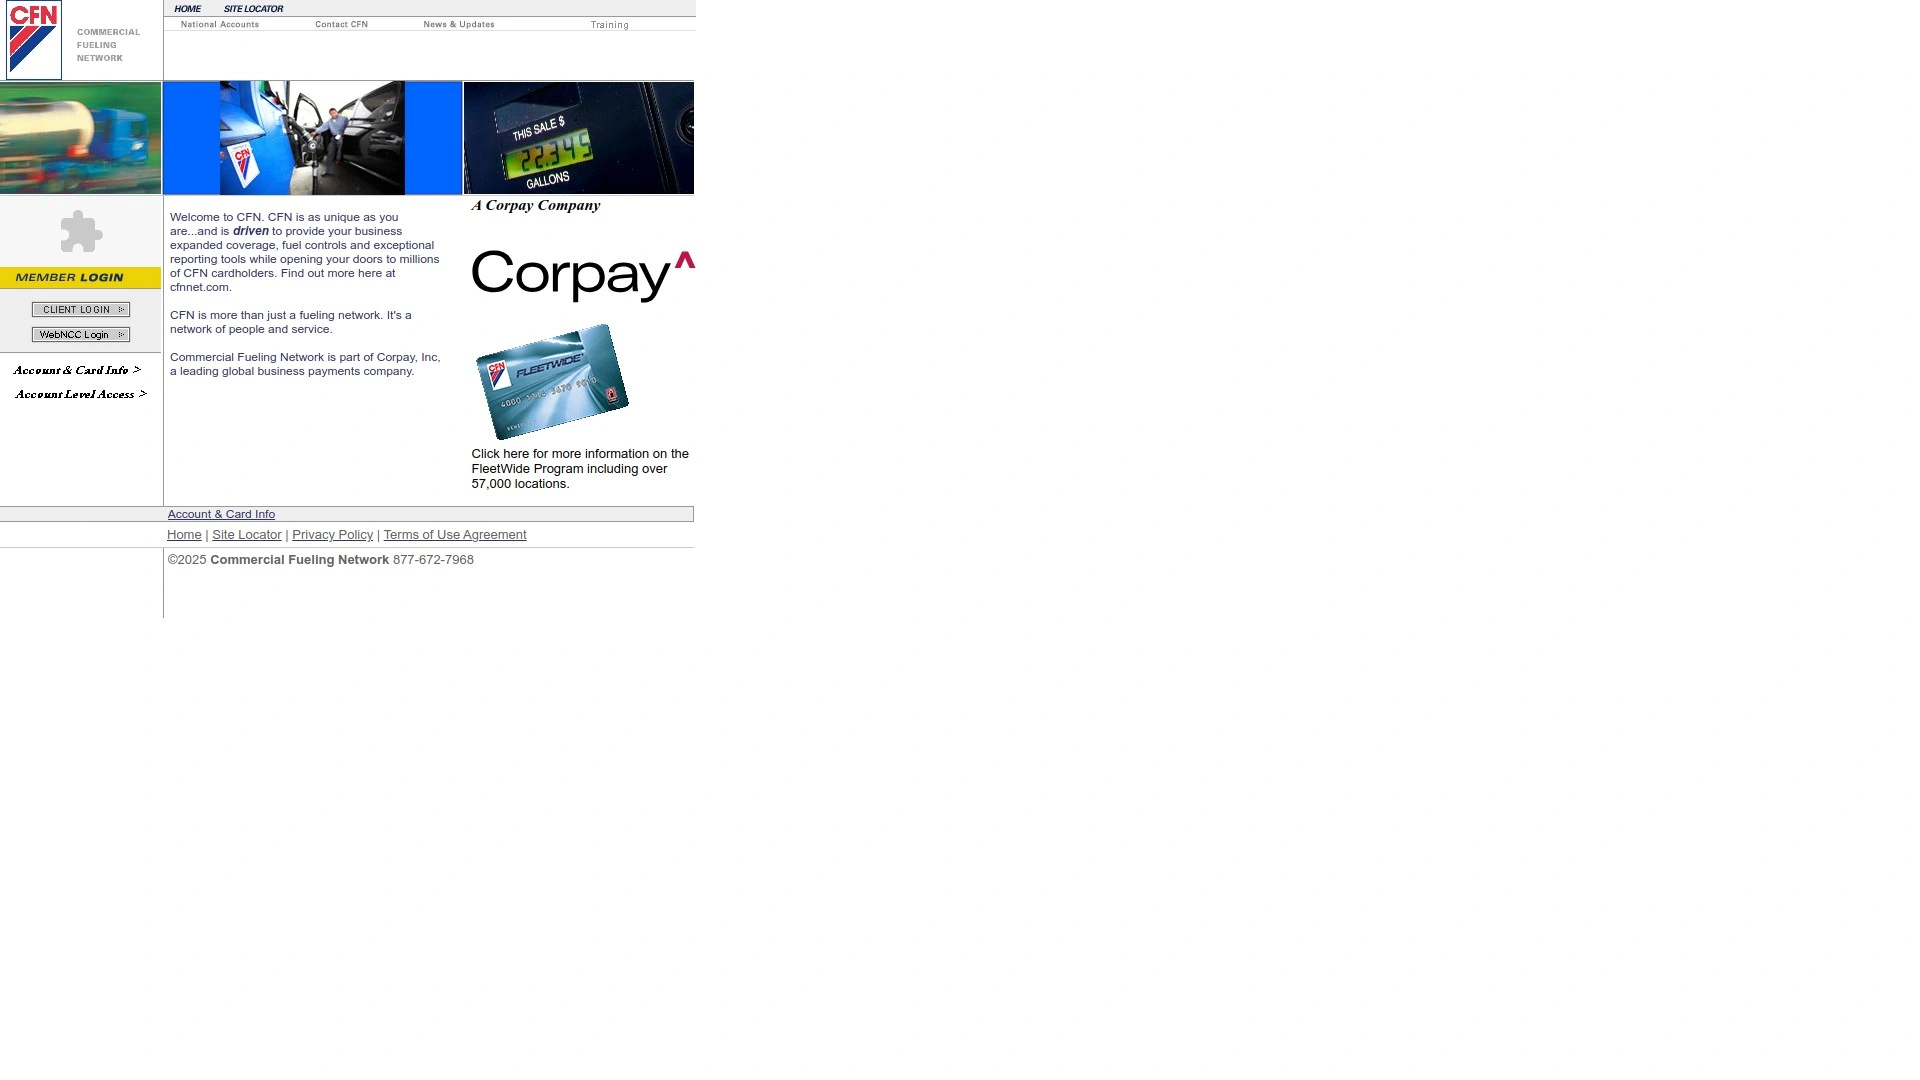 CFN
COMMERCIAL
FUELING
NETWORK
HOME SITE LOCATOR
National Accounts Contact CFN News & Updates Training
CFN
THIS SALE $
22.345
GALLONS
MEMBER LOGIN
CLIENT LOGIN >
WebNCC Login >
Account & Card Info >
Account Level Access >
Welcome to CFN. CFN is as unique as you
are...and is driven to provide your business
expanded coverage, fuel controls and exceptional
reporting tools while opening your doors to millions
of CFN cardholders. Find out more here at
cfnnet.com.
CFN is more than just a fueling network. It's a
network of people and service.
Commercial Fueling Network is part of Corpay, Inc,
a leading global business payments company.
A Corpay Company
Corpay^
CFN FLEETWIDE
Click here for more information on the
FleetWide Program including over
57,000 locations.
Account & Card Info
Home | Site Locator | Privacy Policy | Terms of Use Agreement
©2025 Commercial Fueling Network 877-672-7968